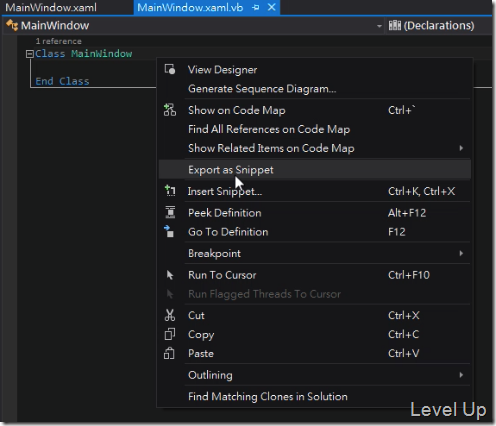 MainWindow.xaml
MainWindow.xaml.vb
MainWindow
(Declarations)
1 reference
Class MainWindow
End Class
View Designer
Generate Sequence Diagram...
Show on Code Map Ctrl+`
Find All References on Code Map
Show Related Items on Code Map
Export as Snippet
Insert Snippet... Ctrl+K, Ctrl+X
Peek Definition Alt+F12
Go To Definition F12
Breakpoint
Run To Cursor Ctrl+F10
Run Flagged Threads To Cursor
Cut Ctrl+X
Copy Ctrl+C
Paste Ctrl+V
Outlining
Find Matching Clones in Solution
Level Up